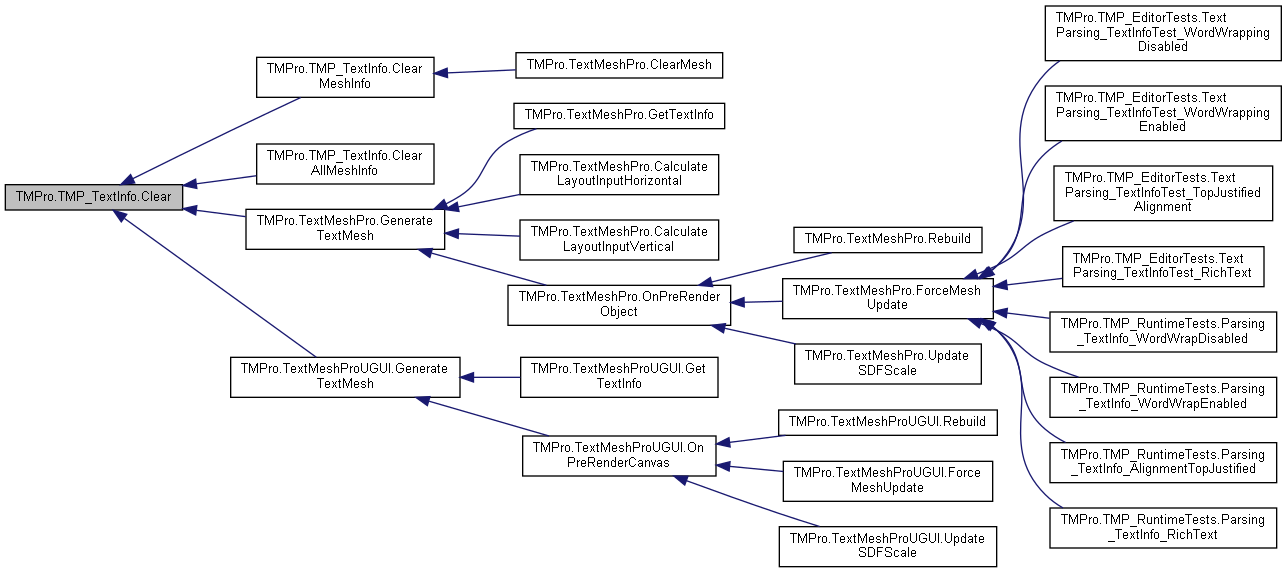 TMPro.TMP_TextInfo.Clear
TMPro.TMP_TextInfo.Clear
MeshInfo
TMPro.TextMeshPro.ClearMesh
TMPro.TMP_TextInfo.Clear
AllMeshInfo
TMPro.TextMeshPro.Generate
TextMesh
TMPro.TextMeshPro.GetTextInfo
TMPro.TextMeshPro.Calculate
LayoutInputHorizontal
TMPro.TextMeshPro.Calculate
LayoutInputVertical
TMPro.TextMeshPro.OnPreRender
Object
TMPro.TextMeshPro.Rebuild
TMPro.TextMeshPro.ForceMesh
Update
TMPro.TextMeshPro.Update
SDFScale
TMPro.TMP_EditorTests.Text
Parsing_TextInfoTest_WordWrapping
Disabled
TMPro.TMP_EditorTests.Text
Parsing_TextInfoTest_WordWrapping
Enabled
TMPro.TMP_EditorTests.Text
Parsing_TextInfoTest_TopJustified
Alignment
TMPro.TMP_EditorTests.Text
Parsing_TextInfoTest_RichText
TMPro.TMP_RuntimeTests.Parsing
_TextInfo_WordWrapDisabled
TMPro.TMP_RuntimeTests.Parsing
_TextInfo_WordWrapEnabled
TMPro.TMP_RuntimeTests.Parsing
_TextInfo_AlignmentTopJustified
TMPro.TMP_RuntimeTests.Parsing
_TextInfo_RichText
TMPro.TextMeshProUGUI.Generate
TextMesh
TMPro.TextMeshProUGUI.Get
TextInfo
TMPro.TextMeshProUGUI.On
PreRenderCanvas
TMPro.TextMeshProUGUI.Rebuild
TMPro.TextMeshProUGUI.Force
MeshUpdate
TMPro.TextMeshProUGUI.Update
SDFScale